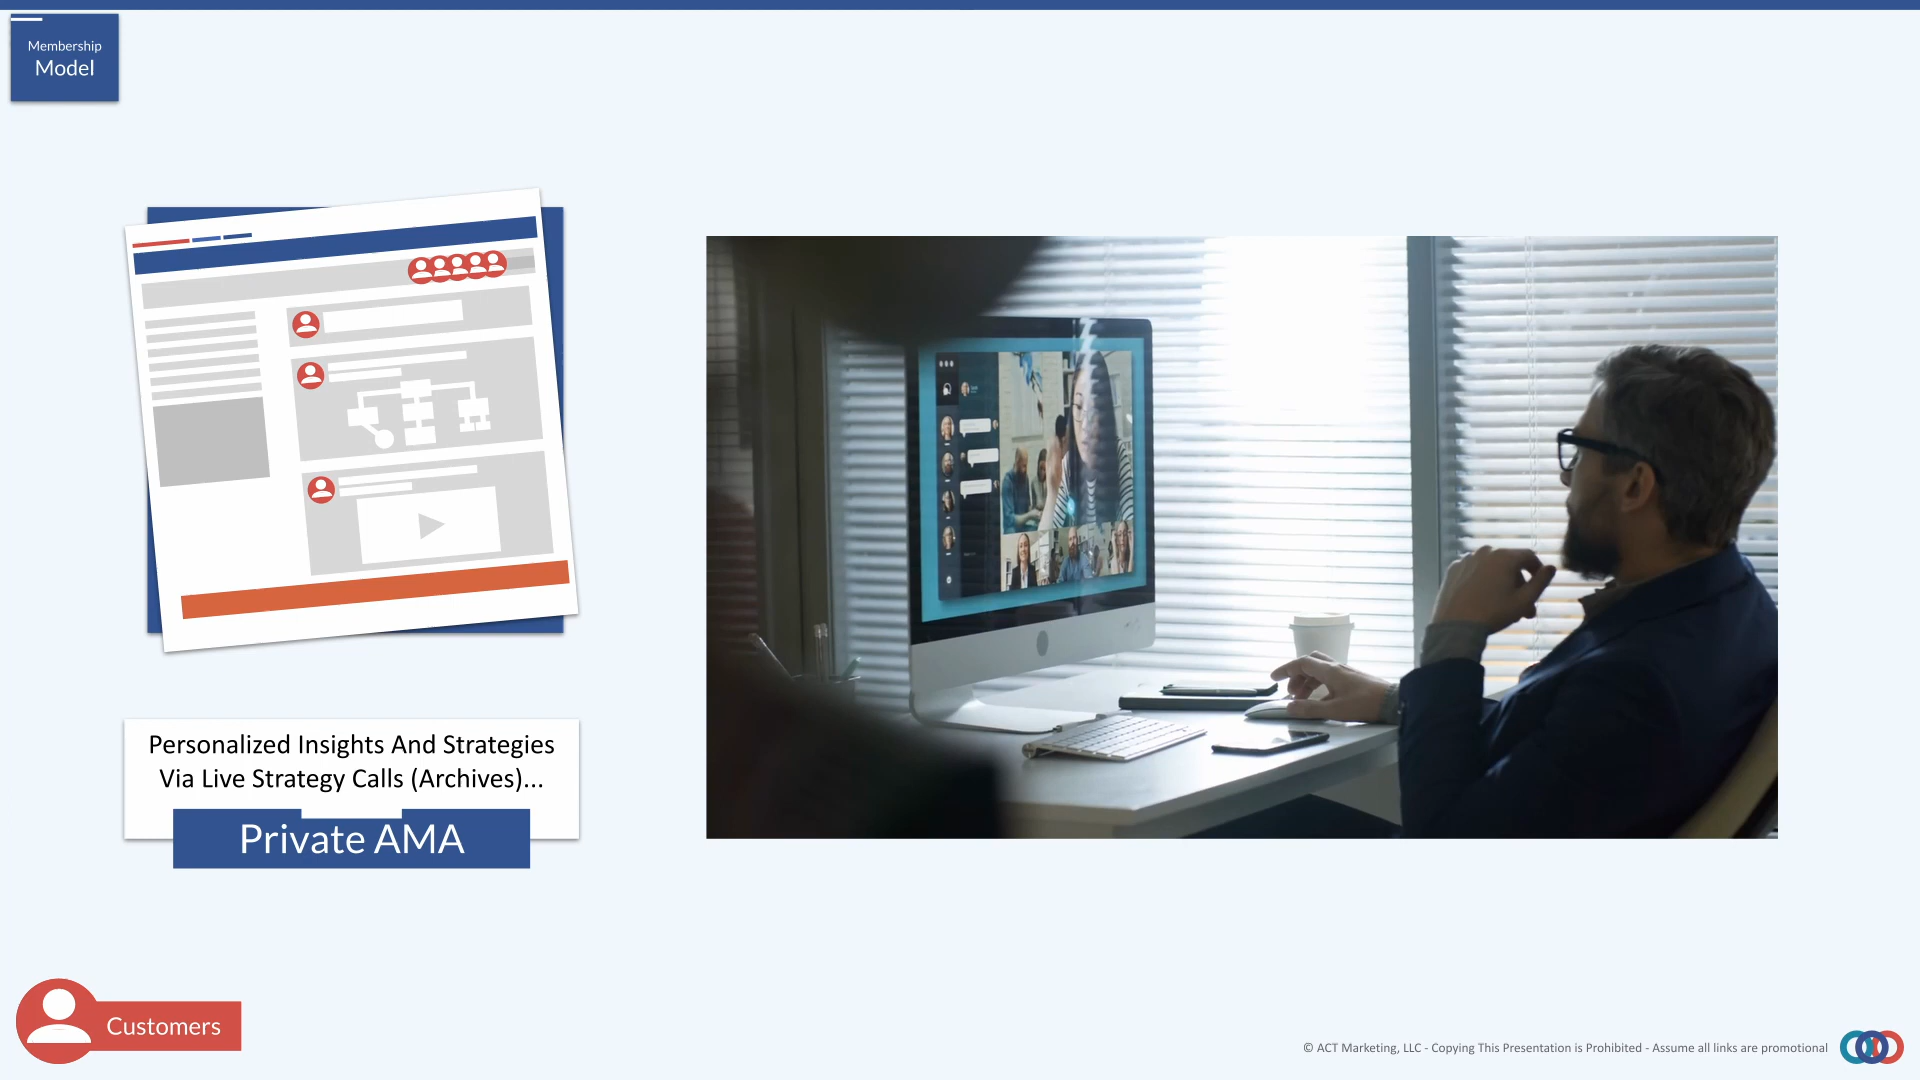 Membership
Model
Personalized Insights And Strategies
Via Live Strategy Calls (Archives)...
Private AMA
Customers
© ACT Marketing, LLC - Copying This Presentation is Prohibited - Assume all links are promotional